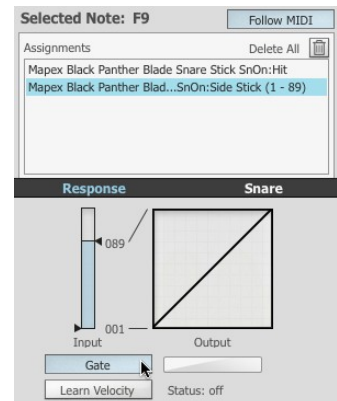 Selected Note: F9 Follow MIDI
Assignments Delete All
Mapex Black Panther Blade Snare Stick SnOn:Hit
Mapex Black Panther Blad...SnOn:Side Stick (1 - 89)
Response Snare
089
001
Input Output
Gate
Learn Velocity Status: off